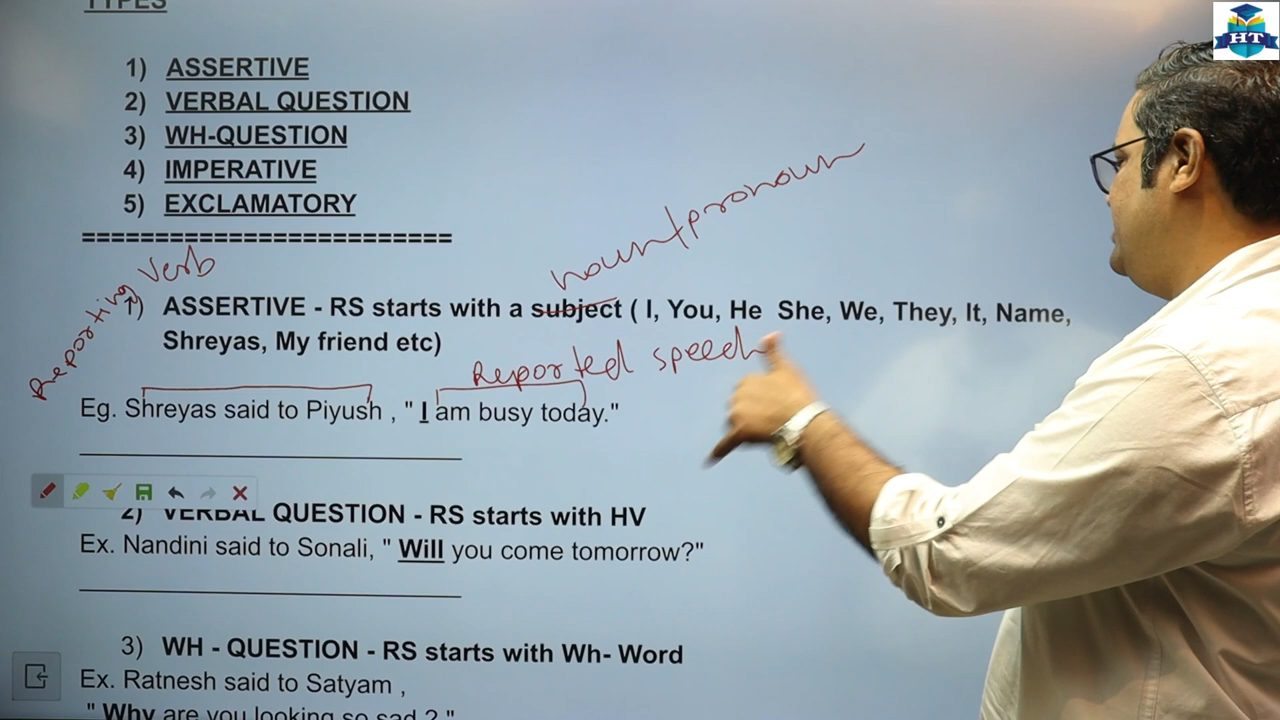 TYPES
HT
1) ASSERTIVE
2) VERBAL QUESTION
3) WH-QUESTION
4) IMPERATIVE
5) EXCLAMATORY
========================
noun/pronoun
Reporting Verb
1) ASSERTIVE - RS starts with a subject ( I, You, He She, We, They, It, Name,
Shreyas, My friend etc)
Reported speech
Eg. Shreyas said to Piyush , " I am busy today."
2) VERBAL QUESTION - RS starts with HV
Ex. Nandini said to Sonali, " Will you come tomorrow?"
3) WH - QUESTION - RS starts with Wh- Word
Ex. Ratnesh said to Satyam ,
" Why are you looking so sad ? "